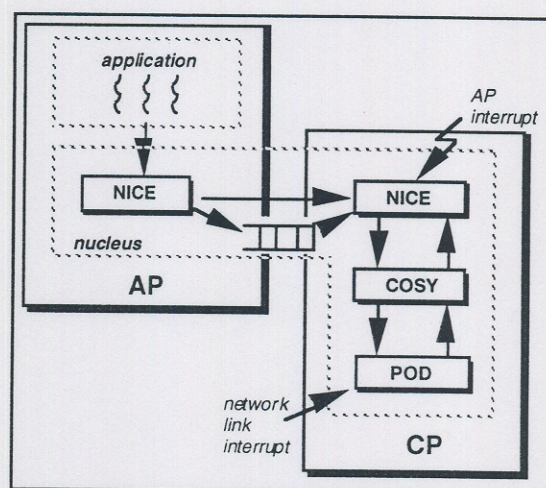 application
AP
interrupt
NICE
NICE
nucleus
AP
COSY
POD
network
link
interrupt
CP